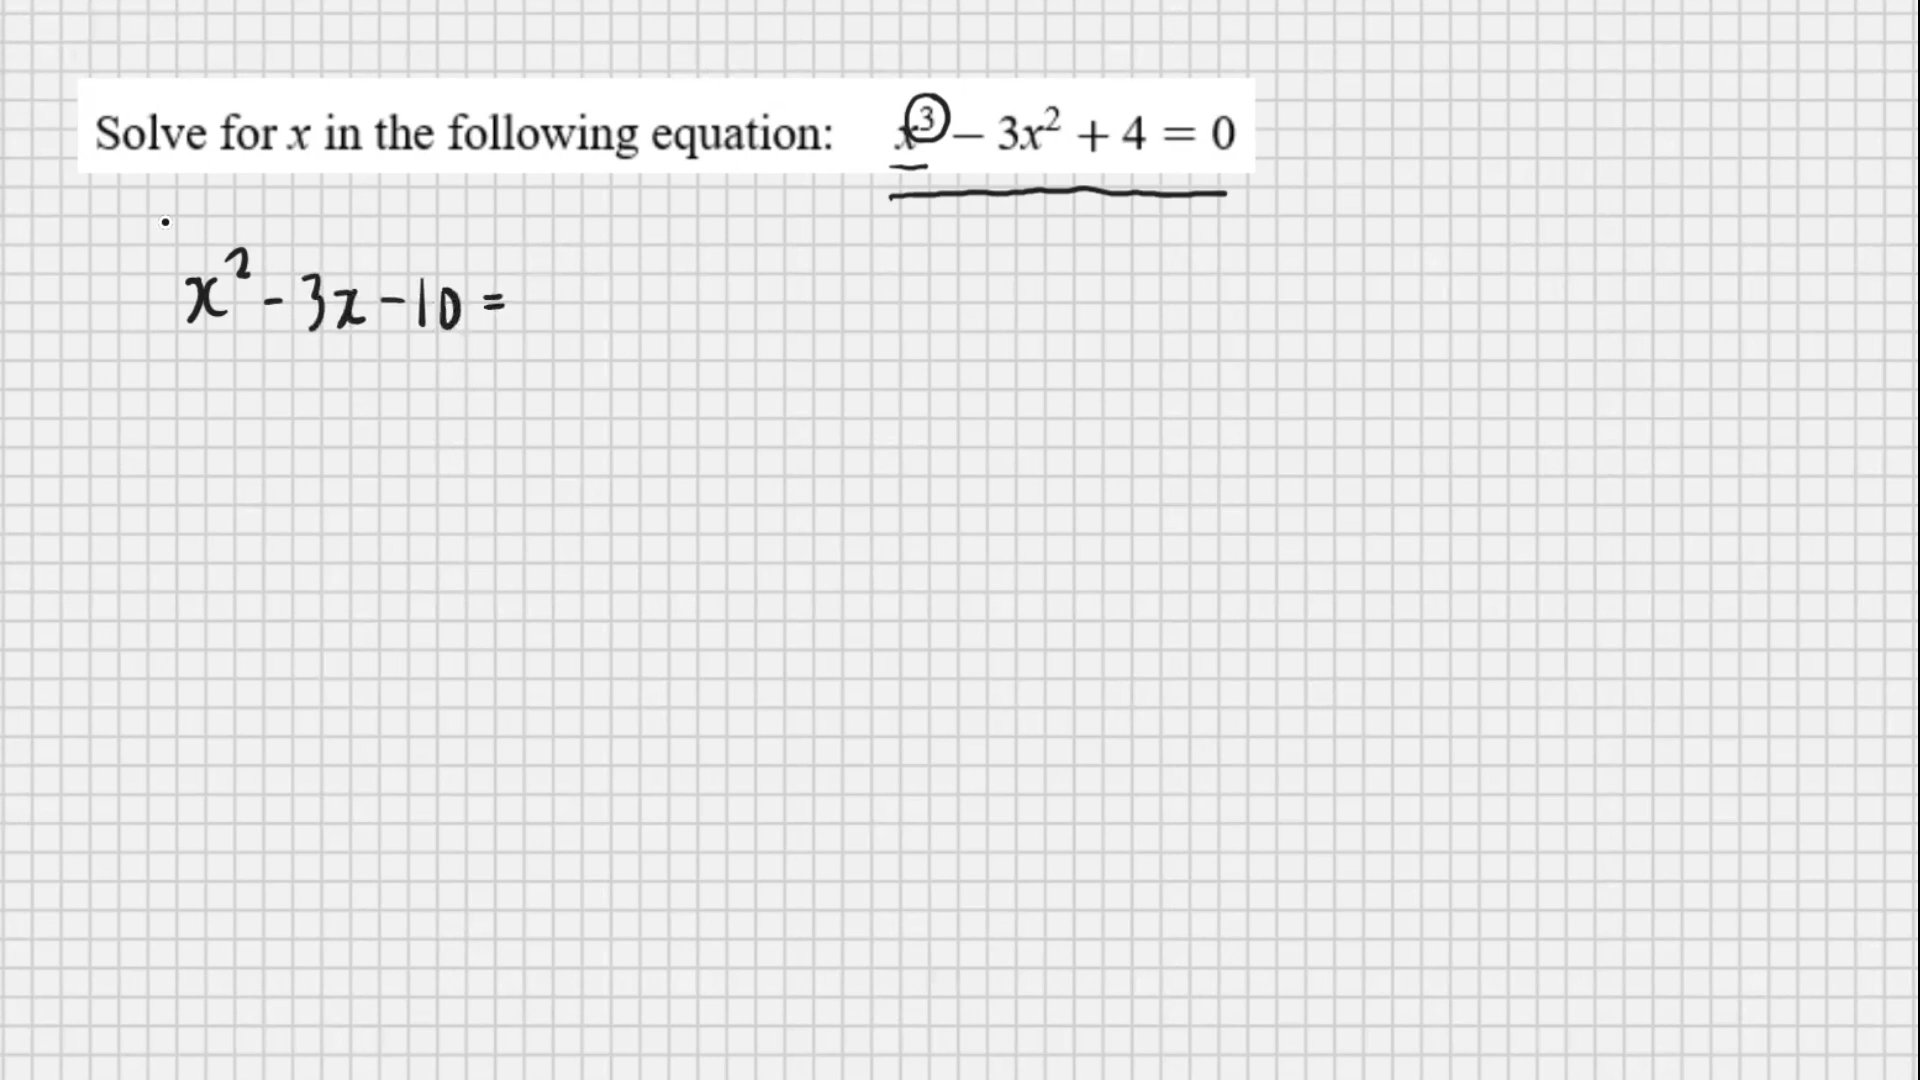 Solve for x in the following equation: x³ − 3x² + 4 = 0
x² - 3x - 10 =